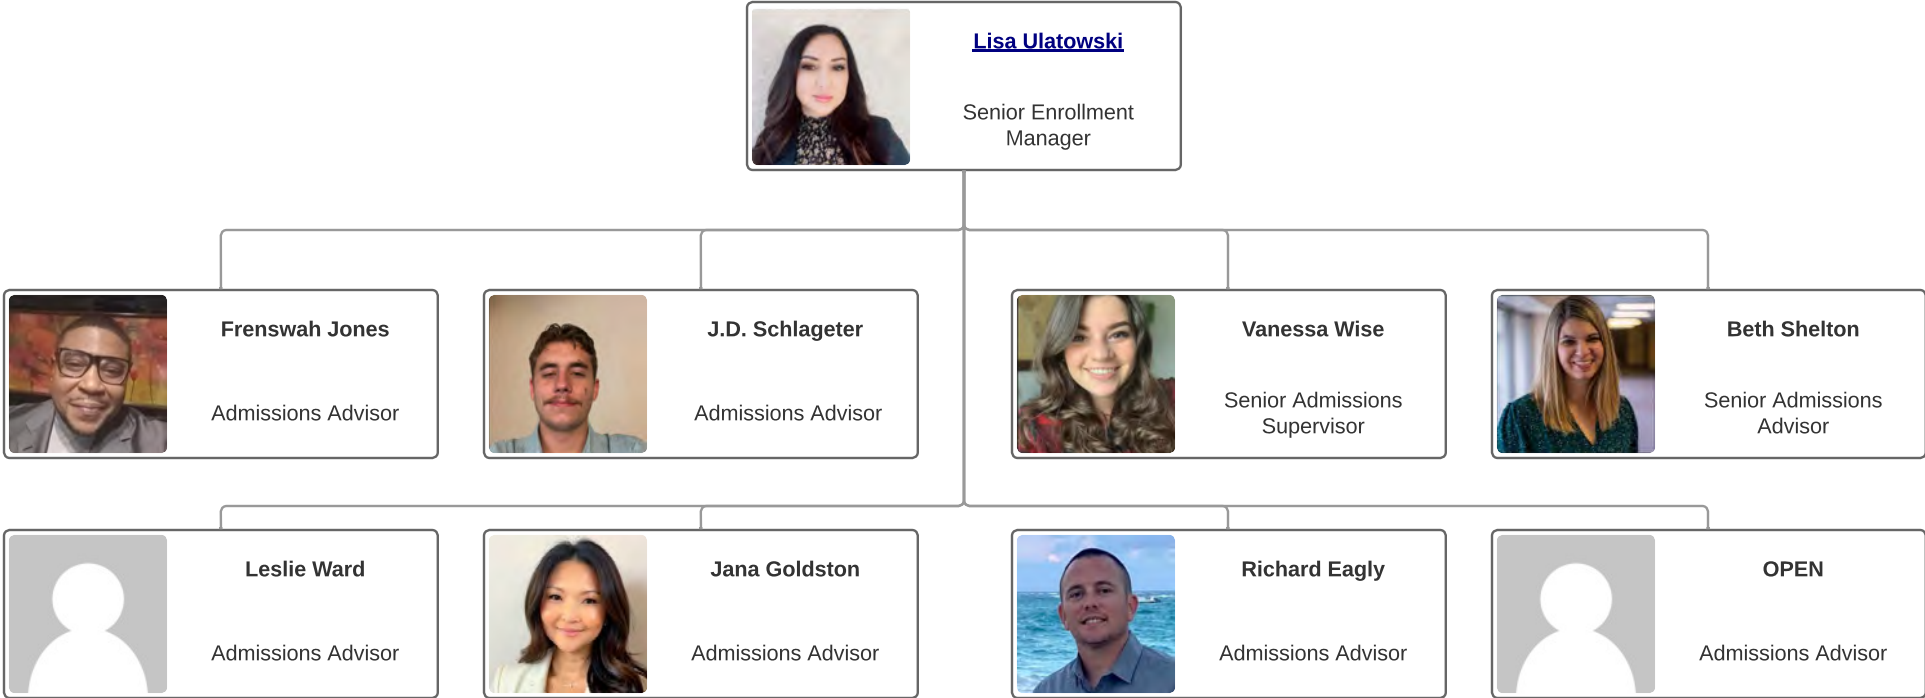 Lisa Ulatowski
Senior Enrollment
Manager
Frenswah Jones
Admissions Advisor
J.D. Schlageter
Admissions Advisor
Vanessa Wise
Senior Admissions
Supervisor
Beth Shelton
Senior Admissions
Advisor
Leslie Ward
Admissions Advisor
Jana Goldston
Admissions Advisor
Richard Eagly
Admissions Advisor
OPEN
Admissions Advisor